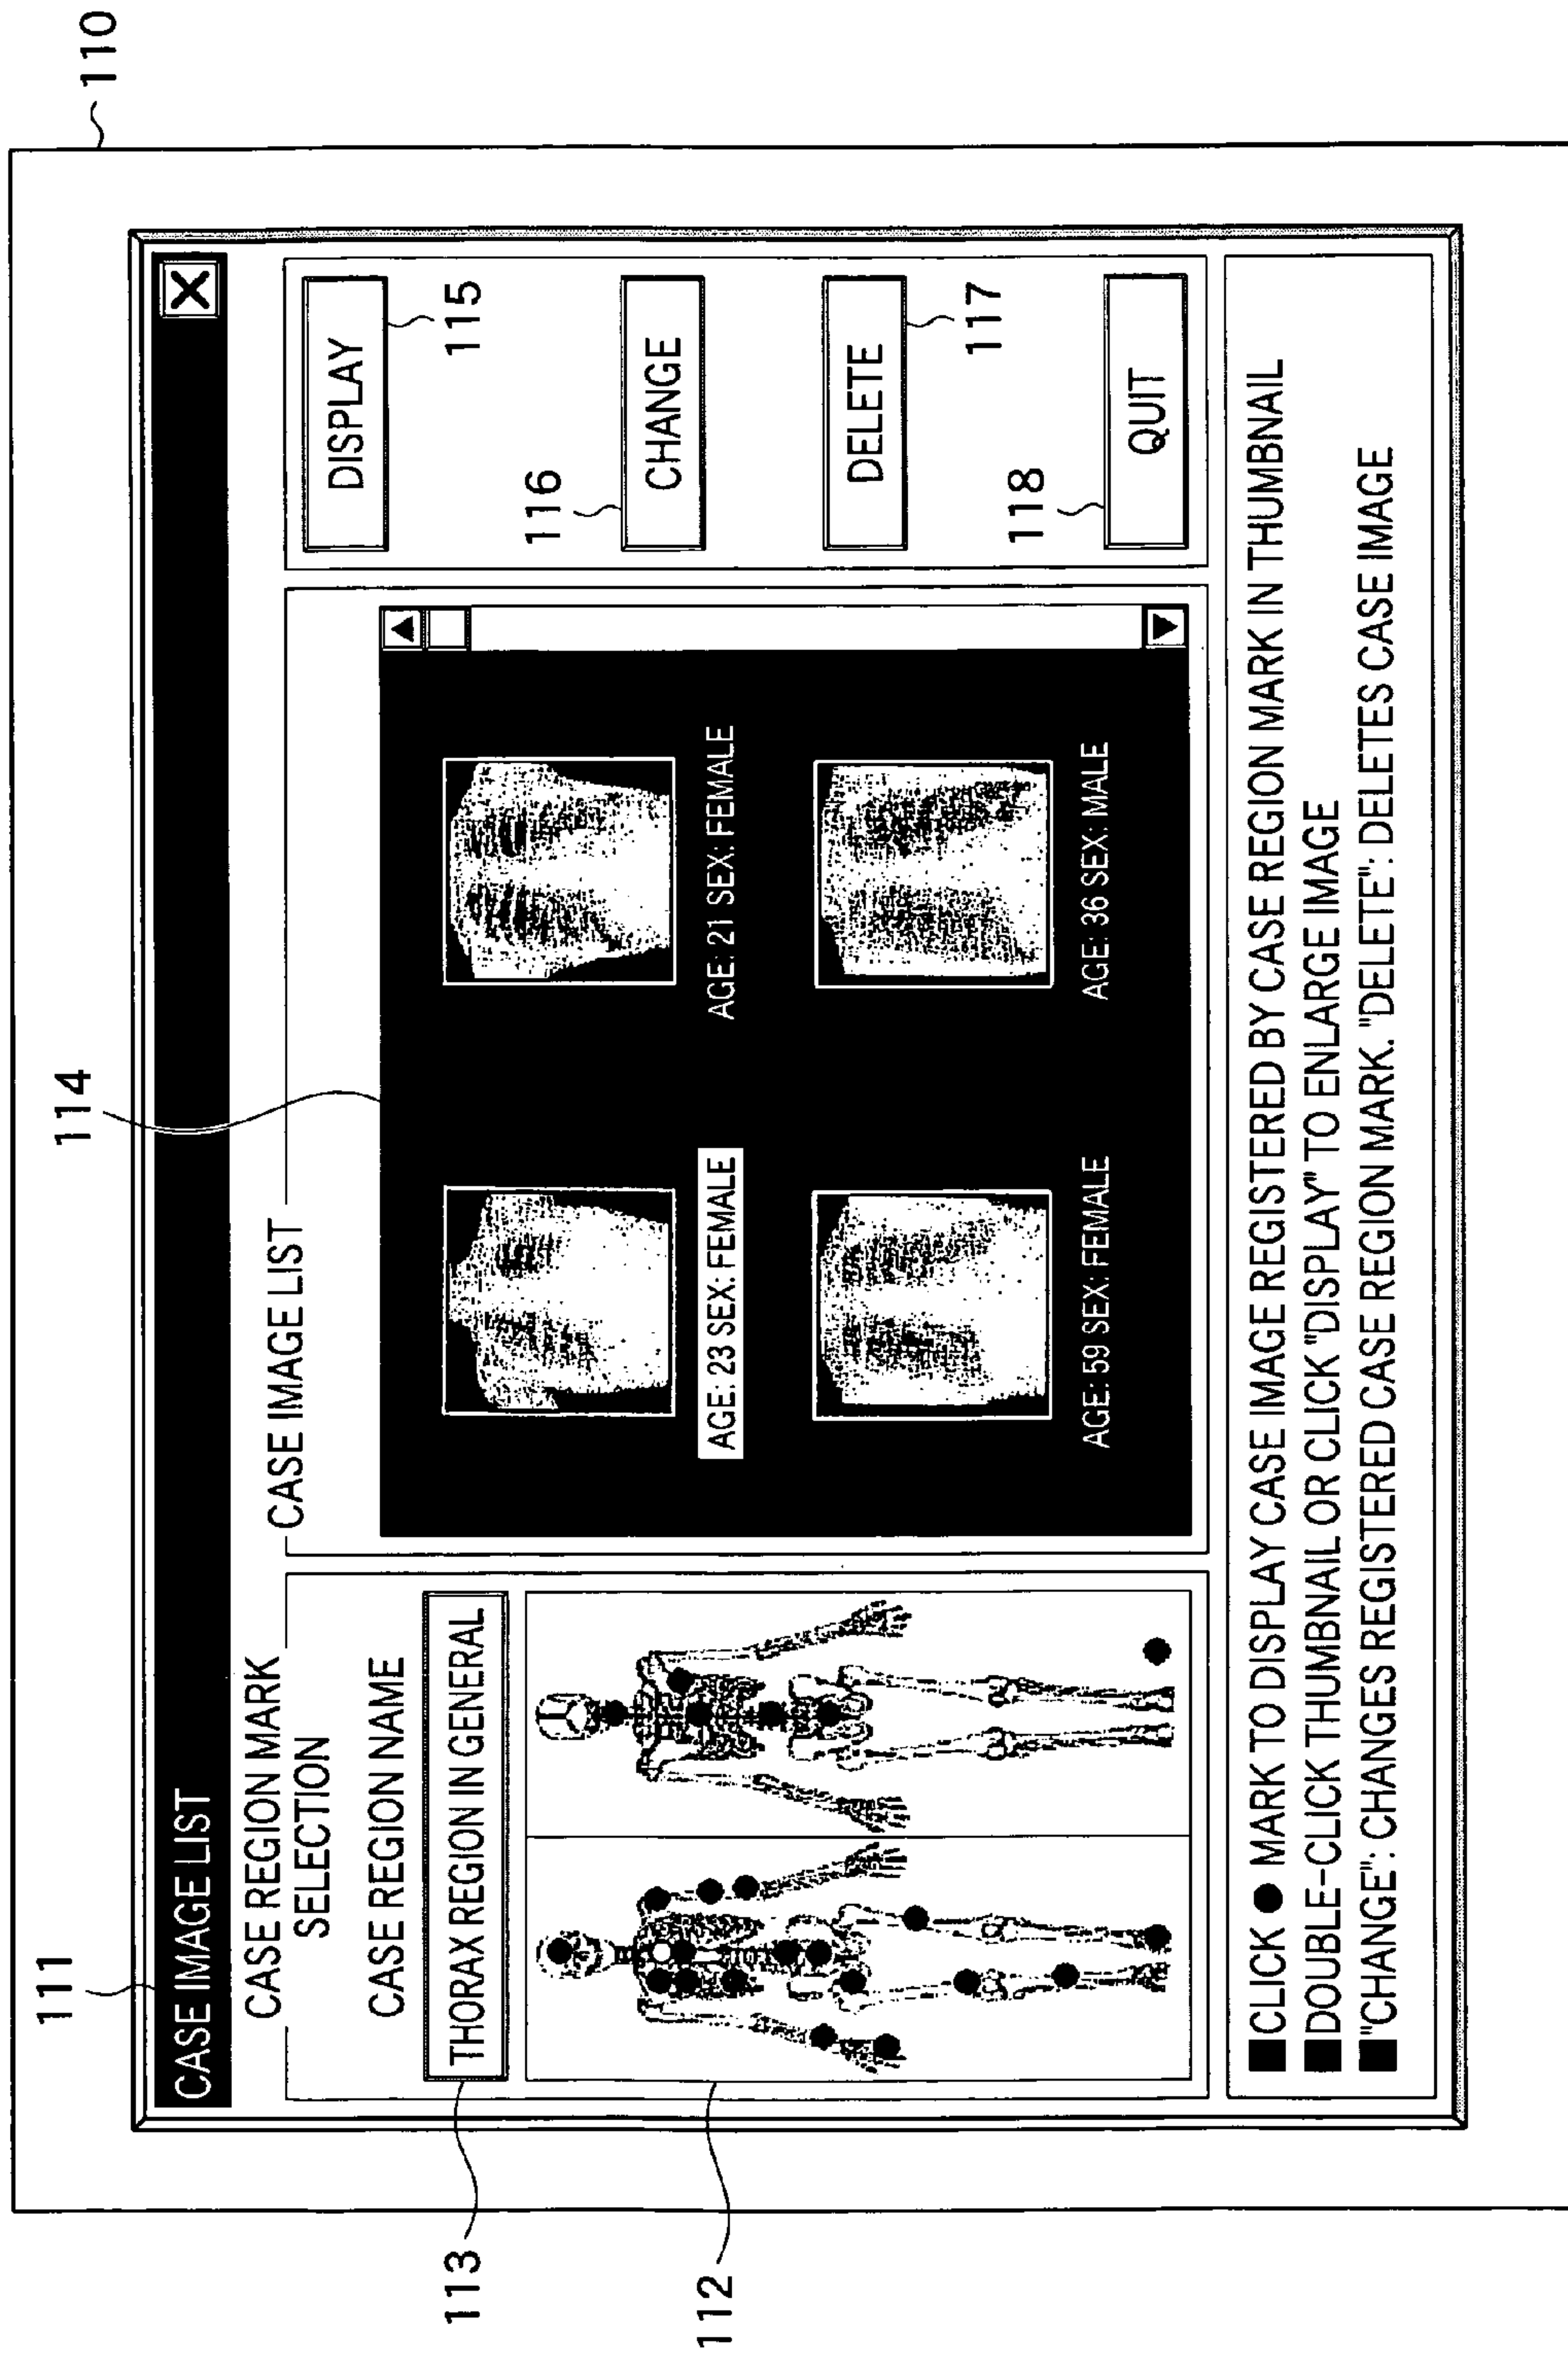 110
111
114
CASE IMAGE LIST
CASE REGION MARK
SELECTION
CASE REGION NAME
THORAX REGION IN GENERAL
113
112
CASE IMAGE LIST
AGE: 23 SEX: FEMALE
AGE: 21 SEX: FEMALE
AGE: 59 SEX: FEMALE
AGE: 36 SEX: MALE
DISPLAY
115
116
CHANGE
DELETE
117
118
QUIT
■CLICK ● MARK TO DISPLAY CASE IMAGE REGISTERED BY CASE REGION MARK IN THUMBNAIL
■DOUBLE-CLICK THUMBNAIL OR CLICK "DISPLAY" TO ENLARGE IMAGE
■"CHANGE": CHANGES REGISTERED CASE REGION MARK. "DELETE": DELETES CASE IMAGE